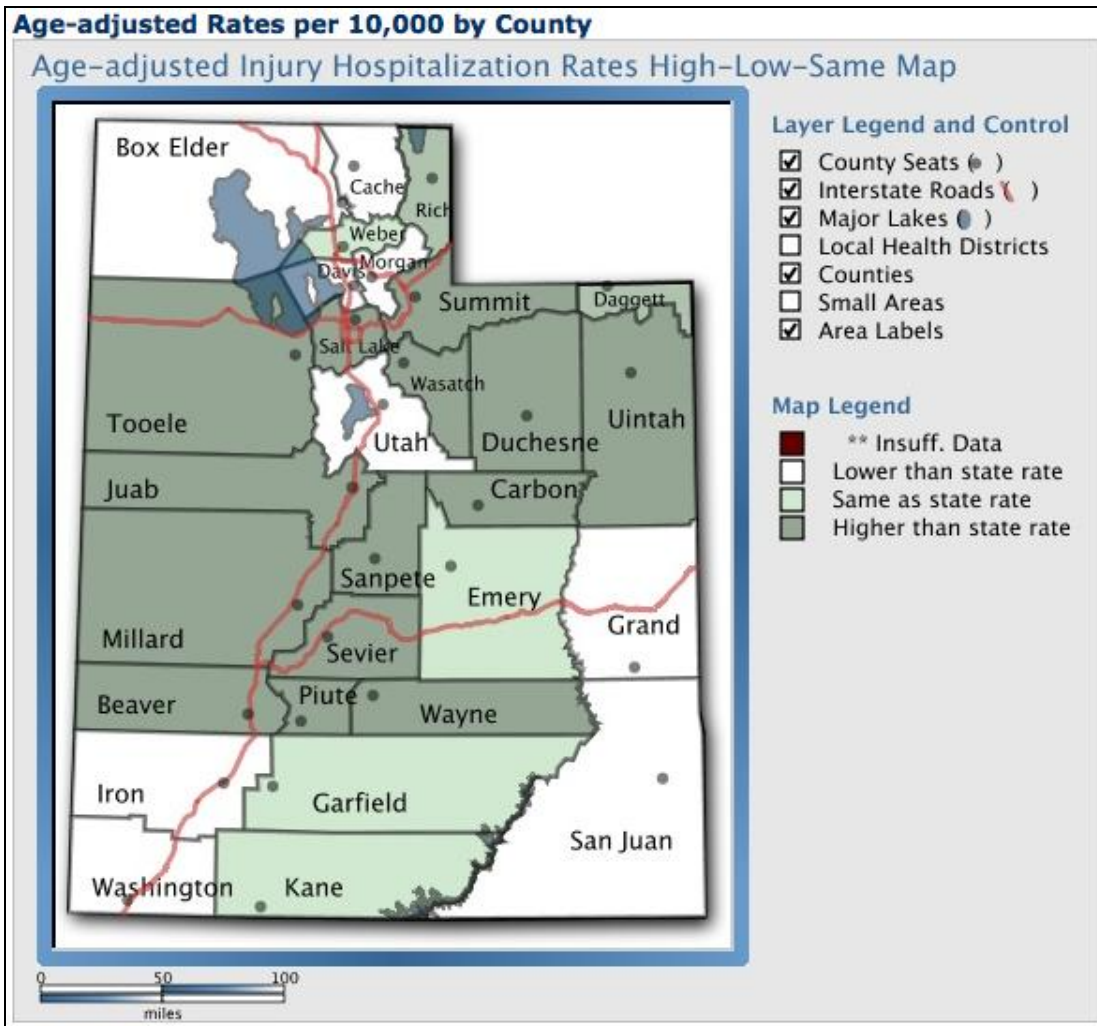 Age-adjusted Rates per 10,000 by County
Age-adjusted Injury Hospitalization Rates High-Low-Same Map
Box Elder
Cache
Rich
Weber
Davis
Morgan
Summit
Daggett
Salt Lake
Wasatch
Tooele
Utah
Duchesne
Uintah
Juab
Carbon
Sanpete
Emery
Grand
Millard
Sevier
Beaver
Piute
Wayne
Iron
Garfield
San Juan
Washington
Kane
0 50 100
miles
Layer Legend and Control
County Seats ( )
Interstate Roads ( )
Major Lakes ( )
Local Health Districts
Counties
Small Areas
Area Labels
Map Legend
** Insuff. Data
Lower than state rate
Same as state rate
Higher than state rate